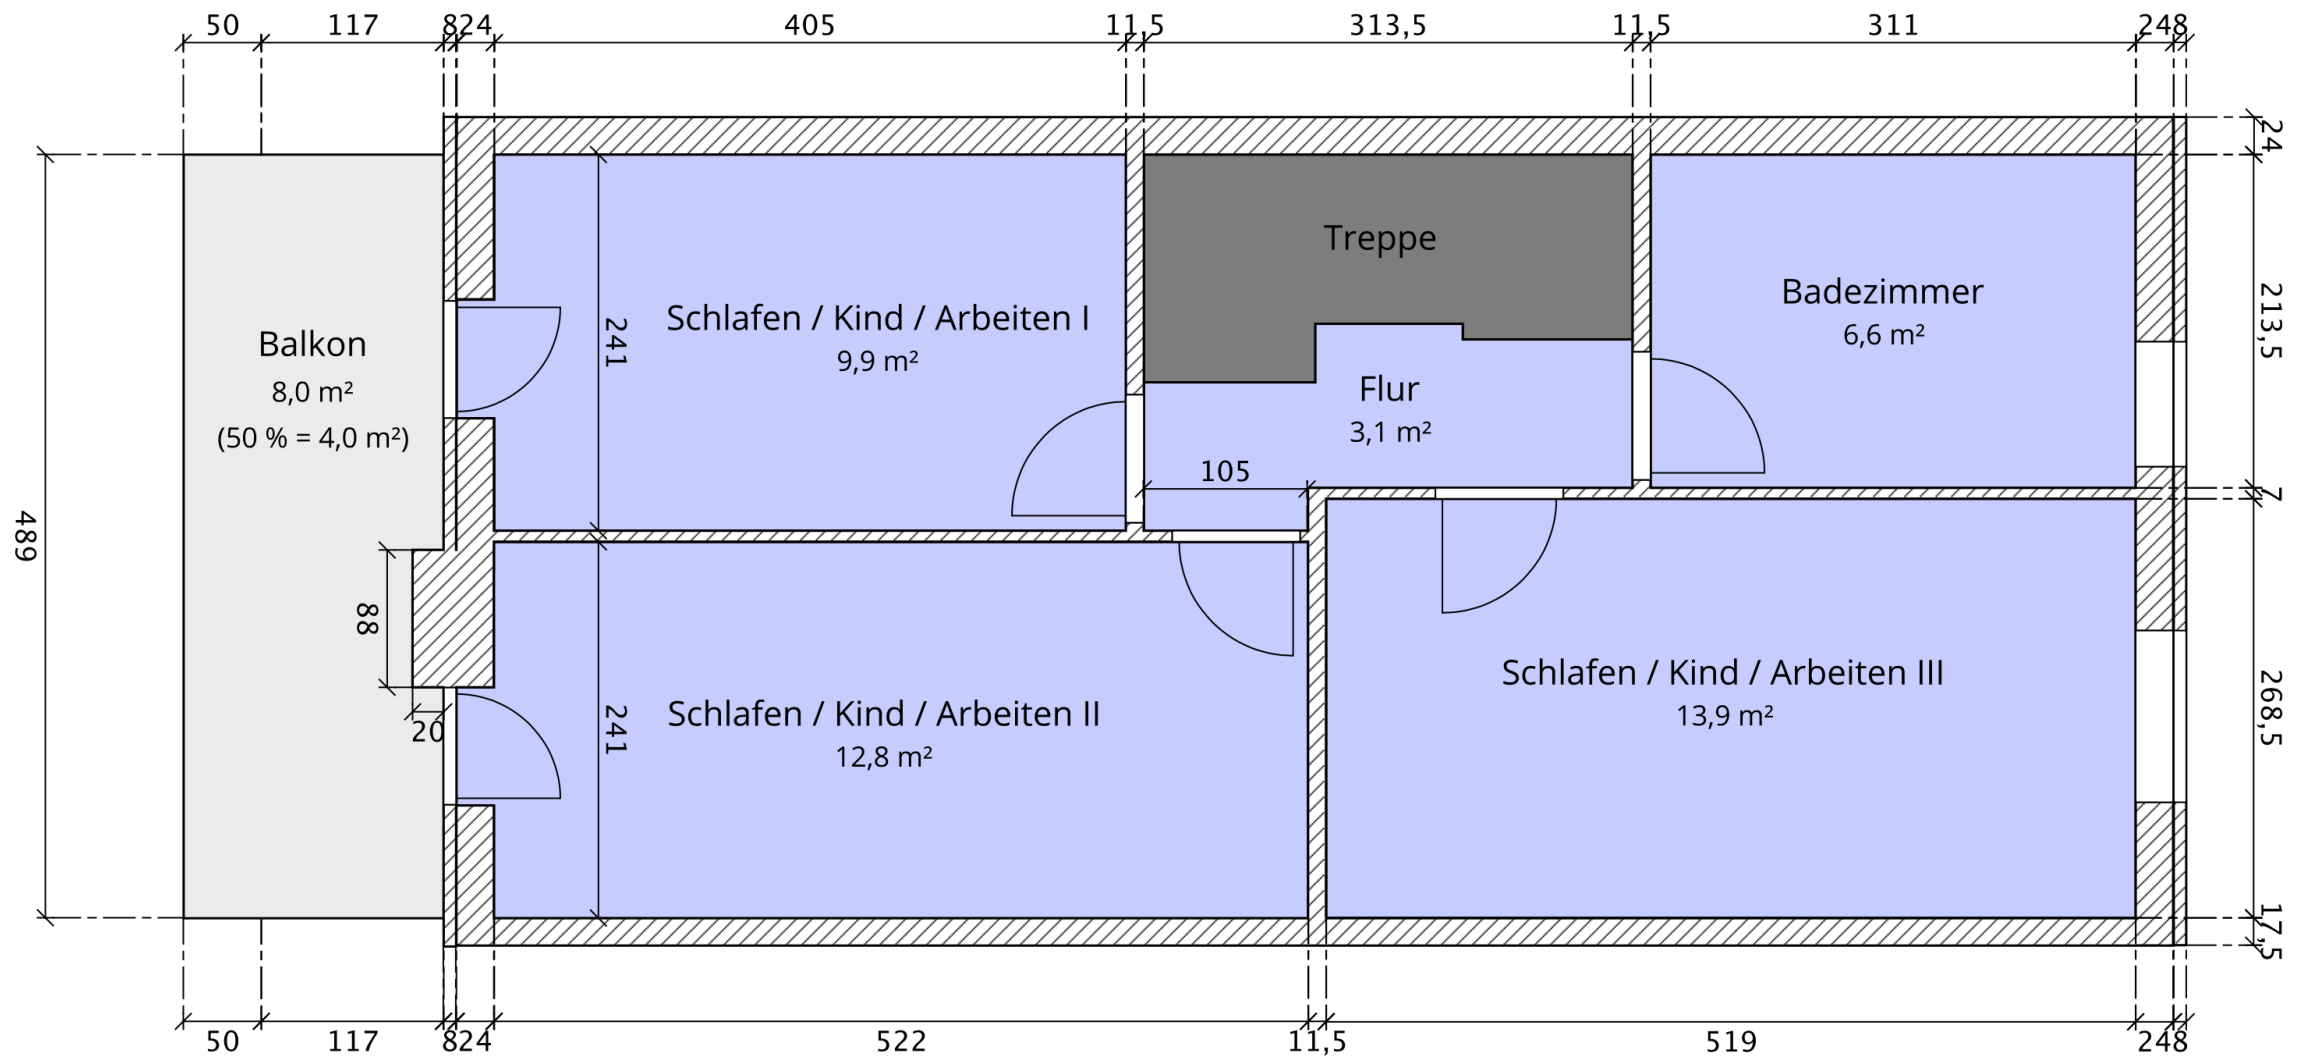 50
117
8
24
405
11,5
313,5
11,5
311
24
8
24
Treppe
Badezimmer
6,6 m²
213,5
Schlafen / Kind / Arbeiten I
9,9 m²
241
Balkon
8,0 m²
(50 % = 4,0 m²)
Flur
3,1 m²
105
7
489
88
20
Schlafen / Kind / Arbeiten II
12,8 m²
241
Schlafen / Kind / Arbeiten III
13,9 m²
268,5
17,5
50
117
8
24
522
11,5
519
24
8